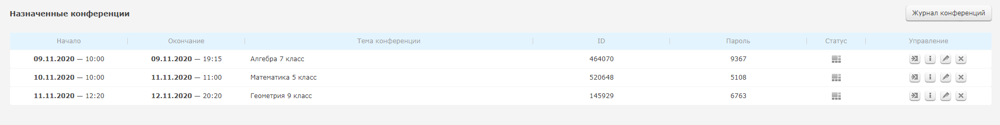 Назначенные конференции
Журнал конференций
Начало Окончание Тема конференции ID Пароль Статус Управление
09.11.2020 — 10:00 09.11.2020 — 19:15 Алгебра 7 класс 464070 9367
10.11.2020 — 10:00 11.11.2020 — 11:00 Математика 5 класс 520648 5108
11.11.2020 — 12:20 12.11.2020 — 20:20 Геометрия 9 класс 145929 6763